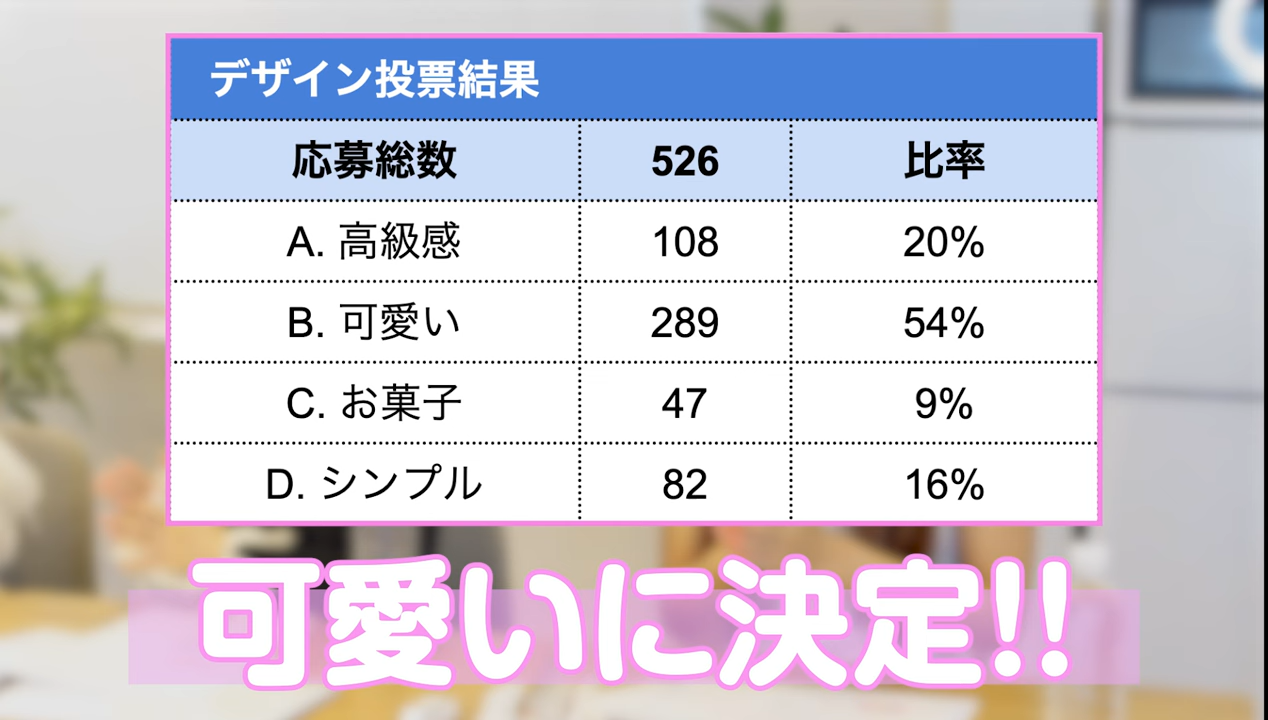 デザイン投票結果
応募総数 526 比率
A. 高級感 108 20%
B. 可愛い 289 54%
C. お菓子 47 9%
D. シンプル 82 16%
可愛いに決定!!